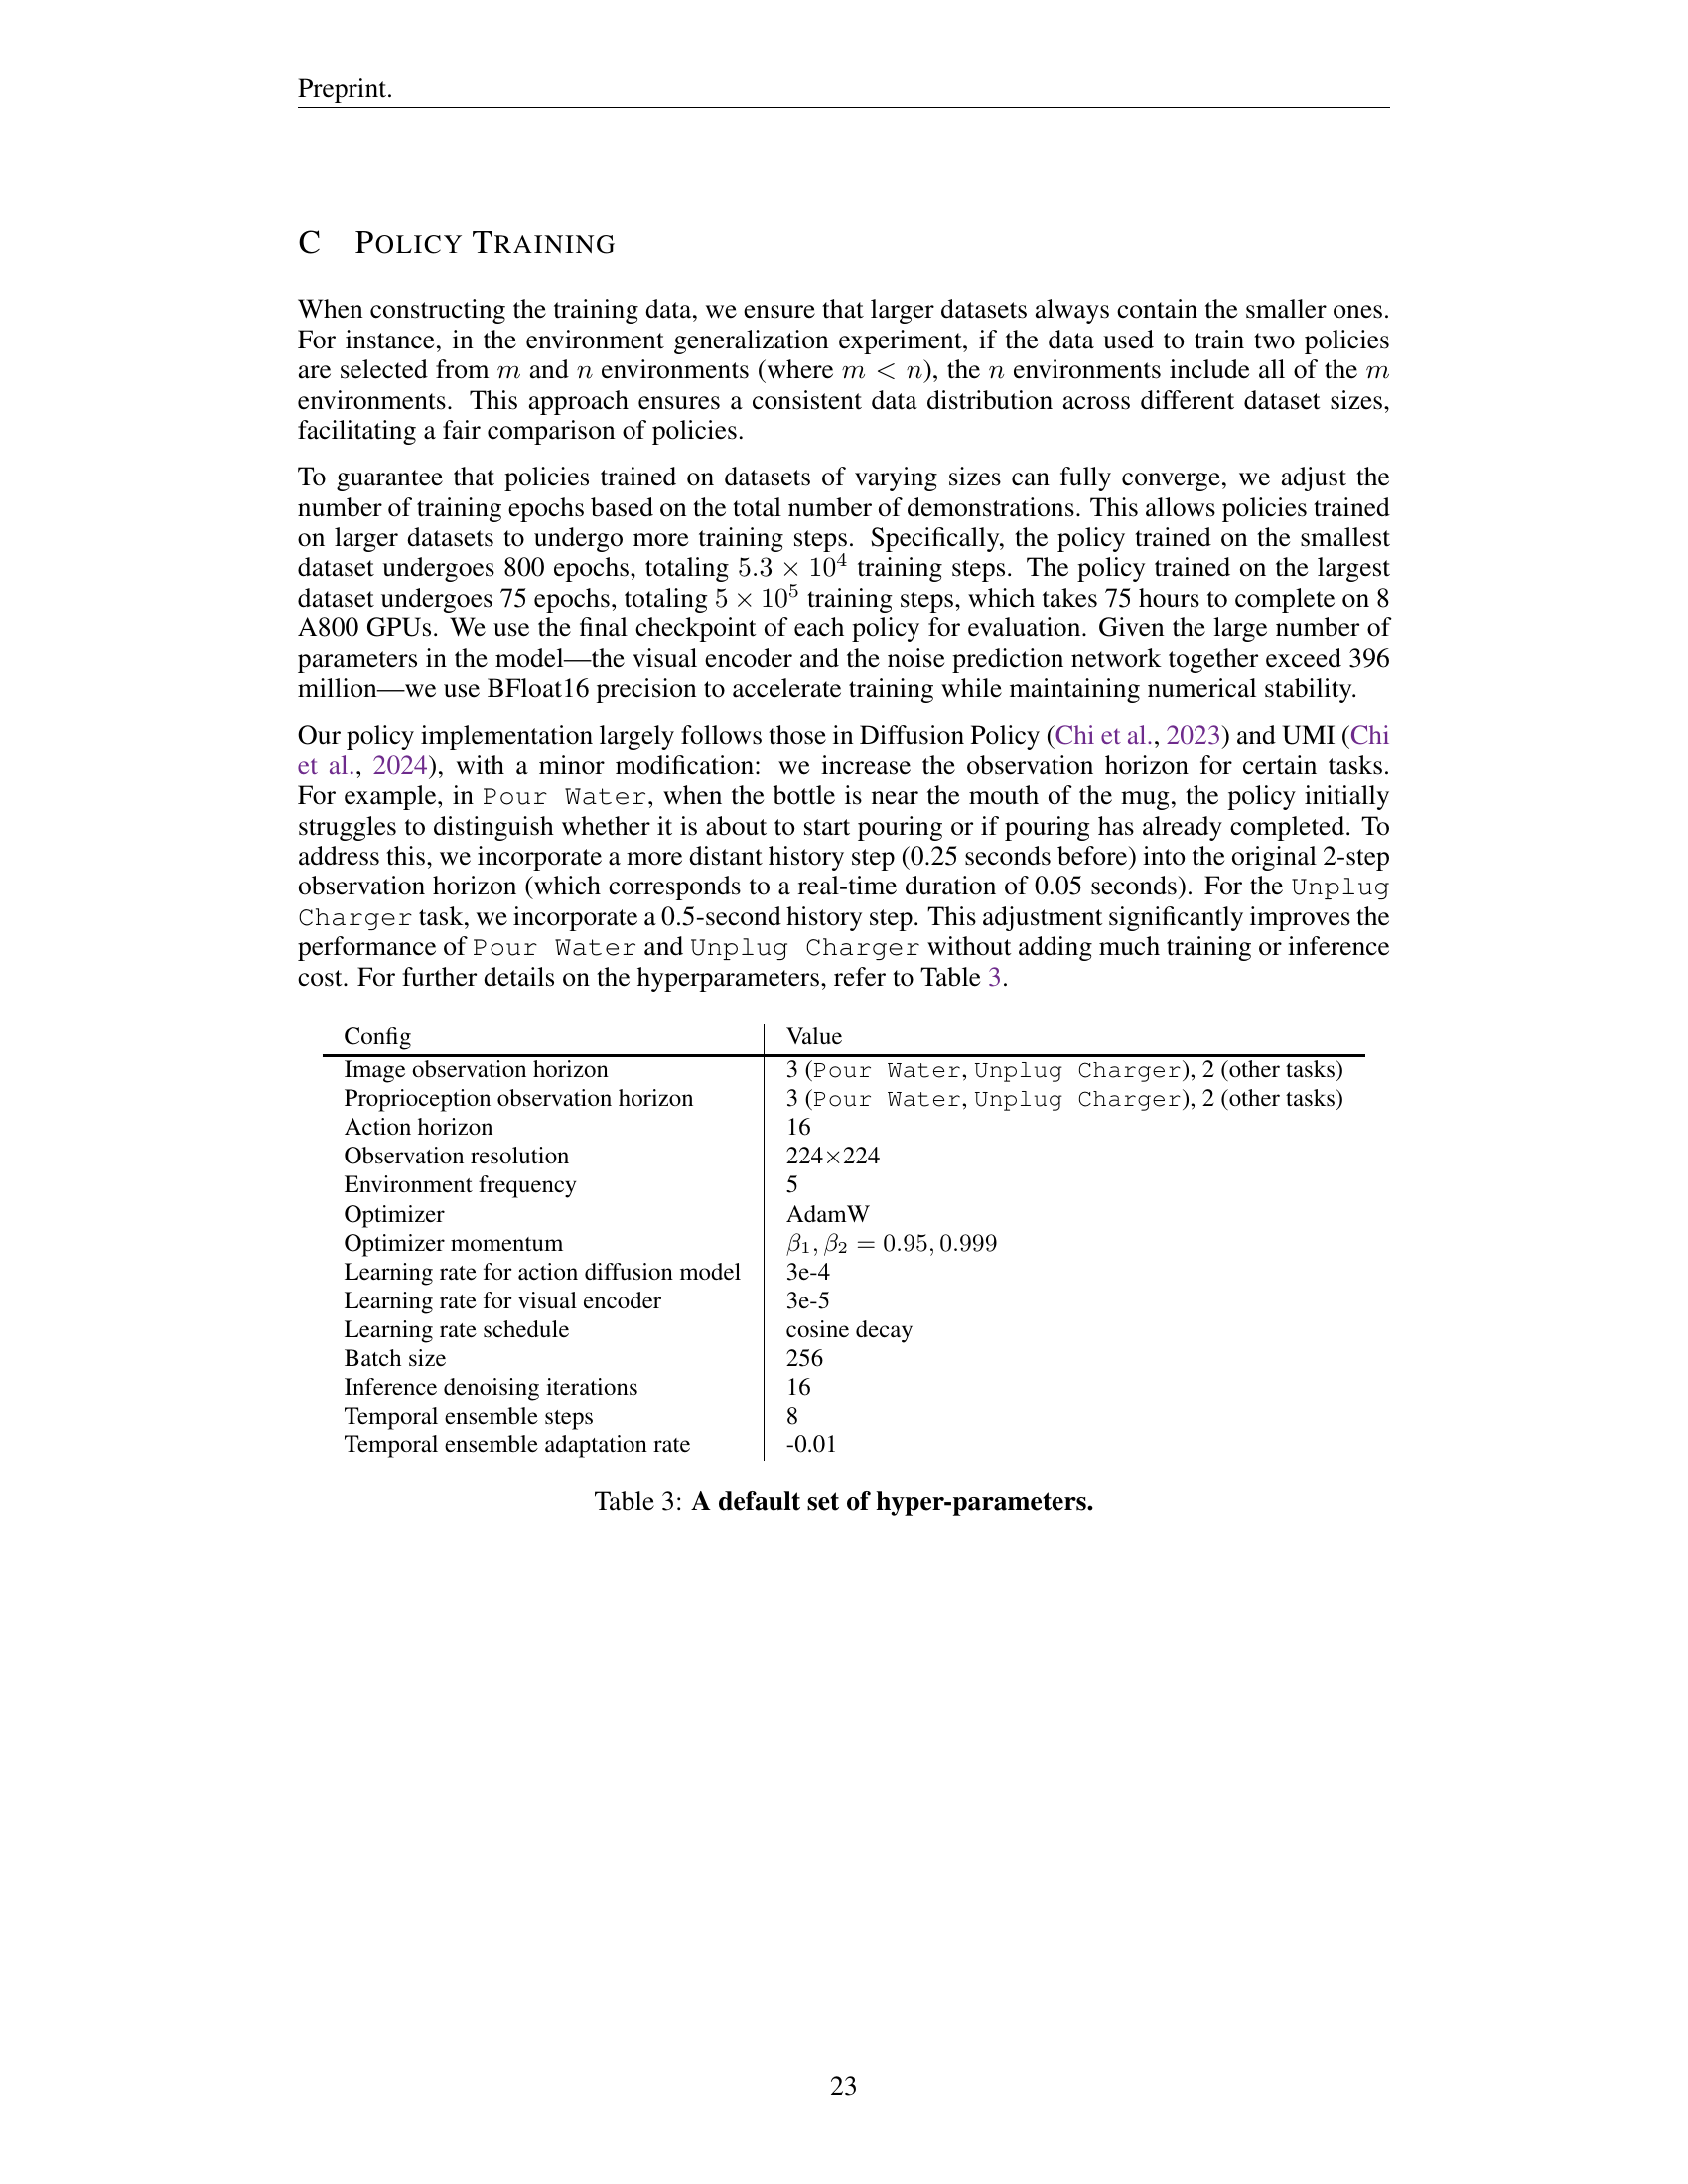 Preprint.
C POLICY TRAINING
When constructing the training data, we ensure that larger datasets always contain the smaller ones.
For instance, in the environment generalization experiment, if the data used to train two policies
are selected from m and n environments (where m < n), the n environments include all of the m
environments. This approach ensures a consistent data distribution across different dataset sizes,
facilitating a fair comparison of policies.
To guarantee that policies trained on datasets of varying sizes can fully converge, we adjust the
number of training epochs based on the total number of demonstrations. This allows policies trained
on larger datasets to undergo more training steps. Specifically, the policy trained on the smallest
dataset undergoes 800 epochs, totaling 5.3 × 10⁴ training steps. The policy trained on the largest
dataset undergoes 75 epochs, totaling 5 × 10⁵ training steps, which takes 75 hours to complete on 8
A800 GPUs. We use the final checkpoint of each policy for evaluation. Given the large number of
parameters in the model—the visual encoder and the noise prediction network together exceed 396
million—we use BFloat16 precision to accelerate training while maintaining numerical stability.
Our policy implementation largely follows those in Diffusion Policy (Chi et al., 2023) and UMI (Chi
et al., 2024), with a minor modification: we increase the observation horizon for certain tasks.
For example, in Pour Water, when the bottle is near the mouth of the mug, the policy initially
struggles to distinguish whether it is about to start pouring or if pouring has already completed. To
address this, we incorporate a more distant history step (0.25 seconds before) into the original 2-step
observation horizon (which corresponds to a real-time duration of 0.05 seconds). For the Unplug
Charger task, we incorporate a 0.5-second history step. This adjustment significantly improves the
performance of Pour Water and Unplug Charger without adding much training or inference
cost. For further details on the hyperparameters, refer to Table 3.
Config Value
Image observation horizon 3 (Pour Water, Unplug Charger), 2 (other tasks)
Proprioception observation horizon 3 (Pour Water, Unplug Charger), 2 (other tasks)
Action horizon 16
Observation resolution 224×224
Environment frequency 5
Optimizer AdamW
Optimizer momentum β₁, β₂ = 0.95, 0.999
Learning rate for action diffusion model 3e-4
Learning rate for visual encoder 3e-5
Learning rate schedule cosine decay
Batch size 256
Inference denoising iterations 16
Temporal ensemble steps 8
Temporal ensemble adaptation rate -0.01
Table 3: A default set of hyper-parameters.
23